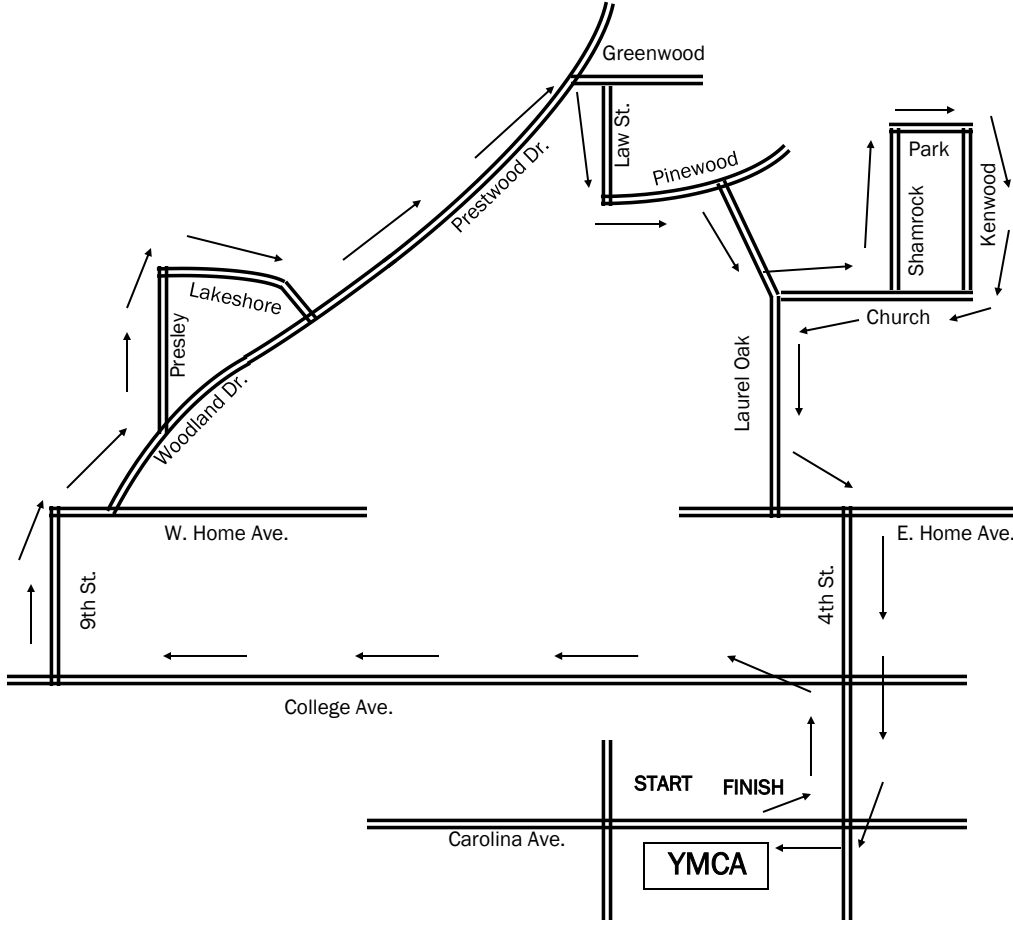 Greenwood
Law St.
Prestwood Dr.
Pinewood
Park
Shamrock
Kenwood
Lakeshore
Presley
Woodland Dr.
Church
Laurel Oak
W. Home Ave.
E. Home Ave.
9th St.
4th St.
College Ave.
START
FINISH
Carolina Ave.
YMCA